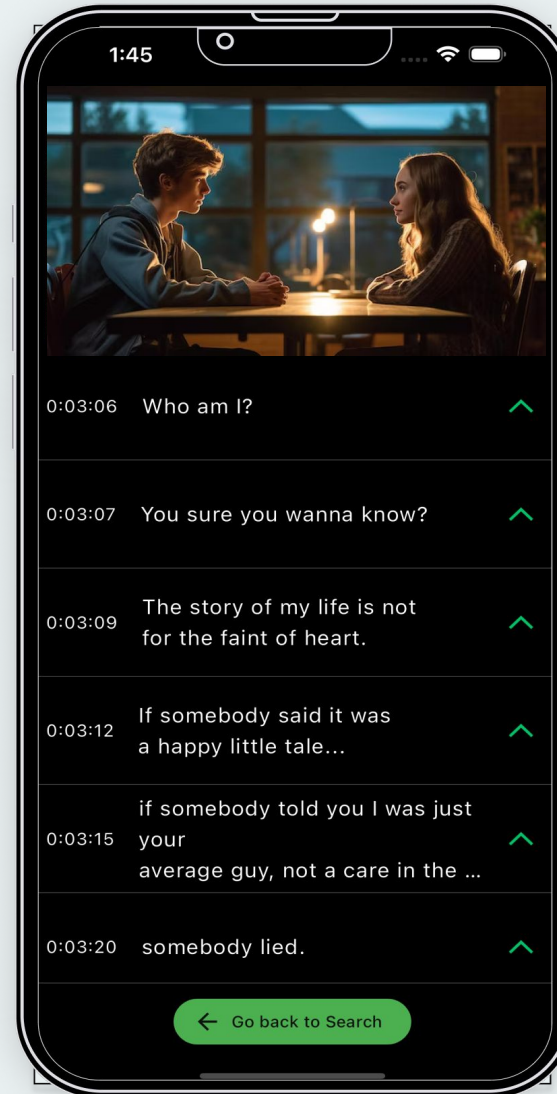 1:45
0:03:06 Who am I?
0:03:07 You sure you wanna know?
0:03:09 The story of my life is not
for the faint of heart.
0:03:12 If somebody said it was
a happy little tale...
0:03:15 if somebody told you I was just
your
average guy, not a care in the ...
0:03:20 somebody lied.
← Go back to Search